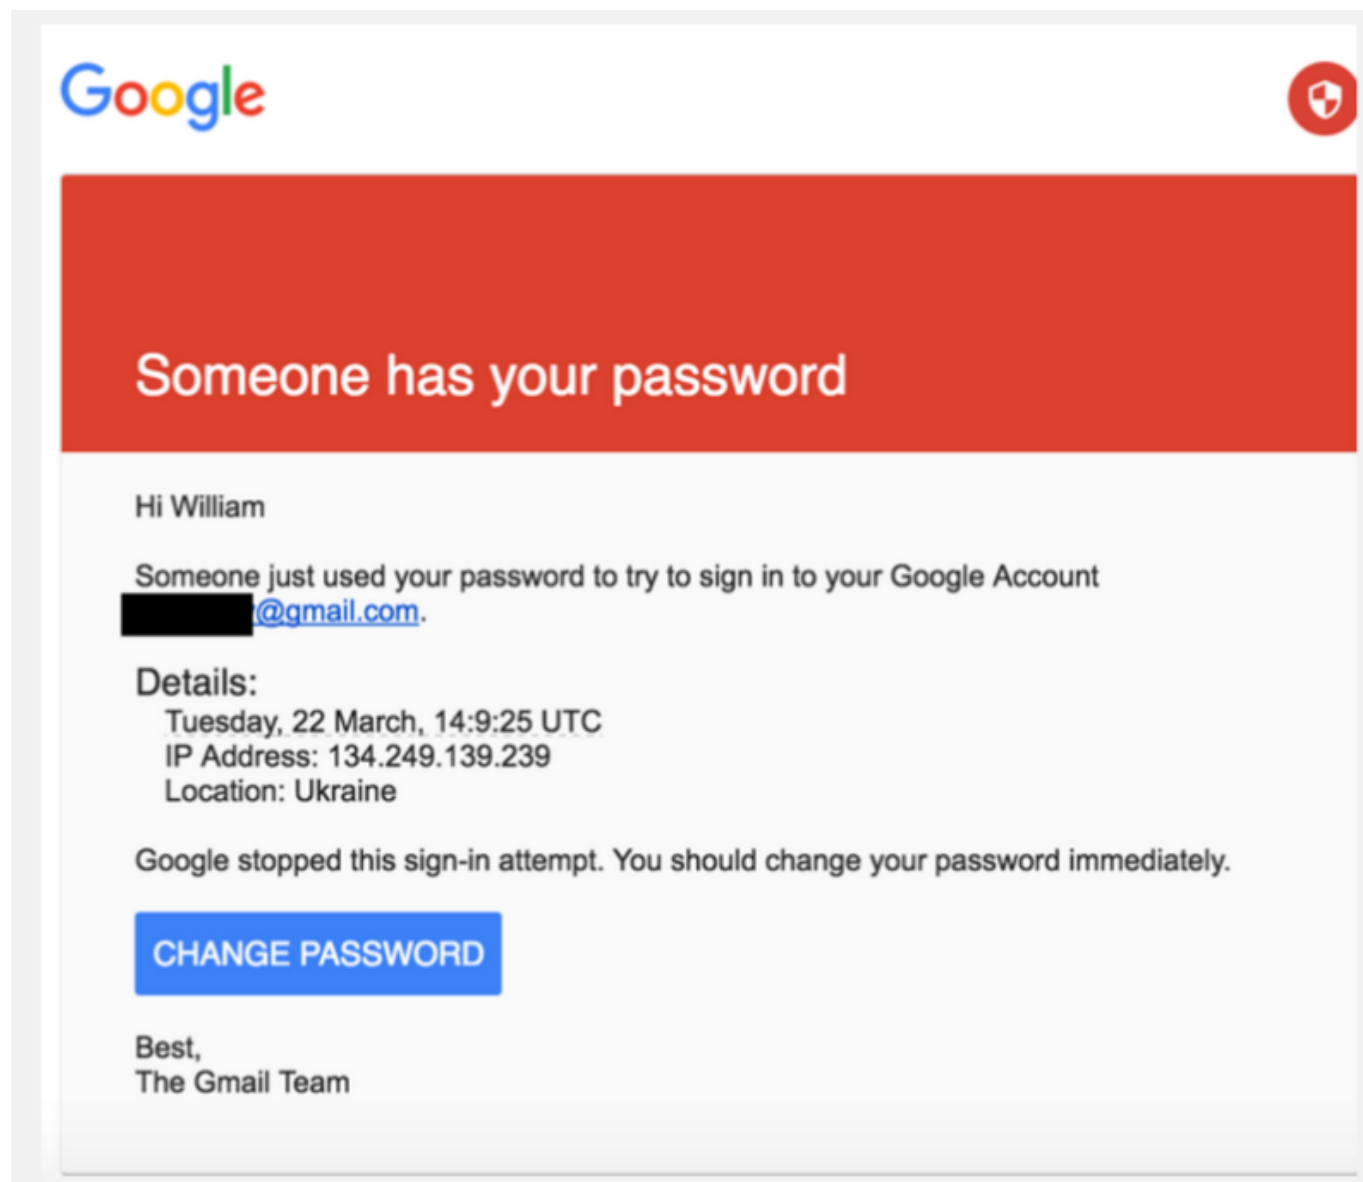 Google
Someone has your password
Hi William
Someone just used your password to try to sign in to your Google Account
@gmail.com.
Details:
Tuesday, 22 March, 14:9:25 UTC
IP Address: 134.249.139.239
Location: Ukraine
Google stopped this sign-in attempt. You should change your password immediately.
CHANGE PASSWORD
Best,
The Gmail Team